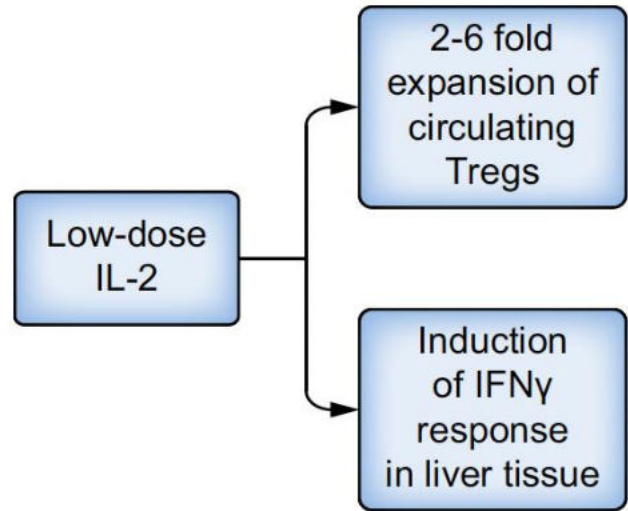 2-6 fold
expansion of
circulating
Tregs
Low-dose
IL-2
Induction
of IFNγ
response
in liver tissue